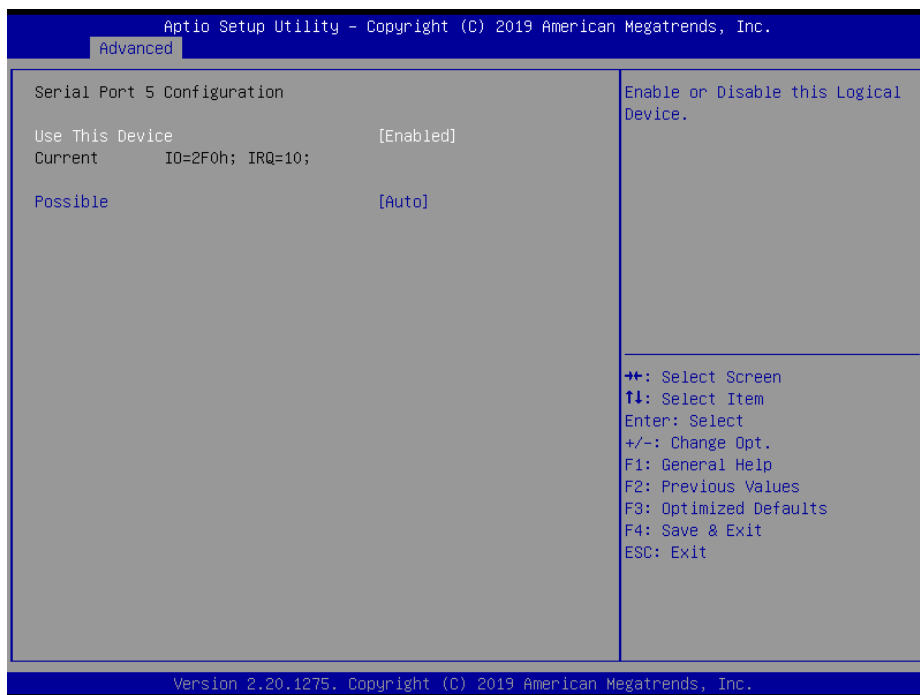 Aptio Setup Utility – Copyright (C) 2019 American Megatrends, Inc.
Advanced
Serial Port 5 Configuration
Use This Device [Enabled]
Current IO=2F0h; IRQ=10;
Possible [Auto]
Enable or Disable this Logical
Device.
→←: Select Screen
↑↓: Select Item
Enter: Select
+/-: Change Opt.
F1: General Help
F2: Previous Values
F3: Optimized Defaults
F4: Save & Exit
ESC: Exit
Version 2.20.1275. Copyright (C) 2019 American Megatrends, Inc.